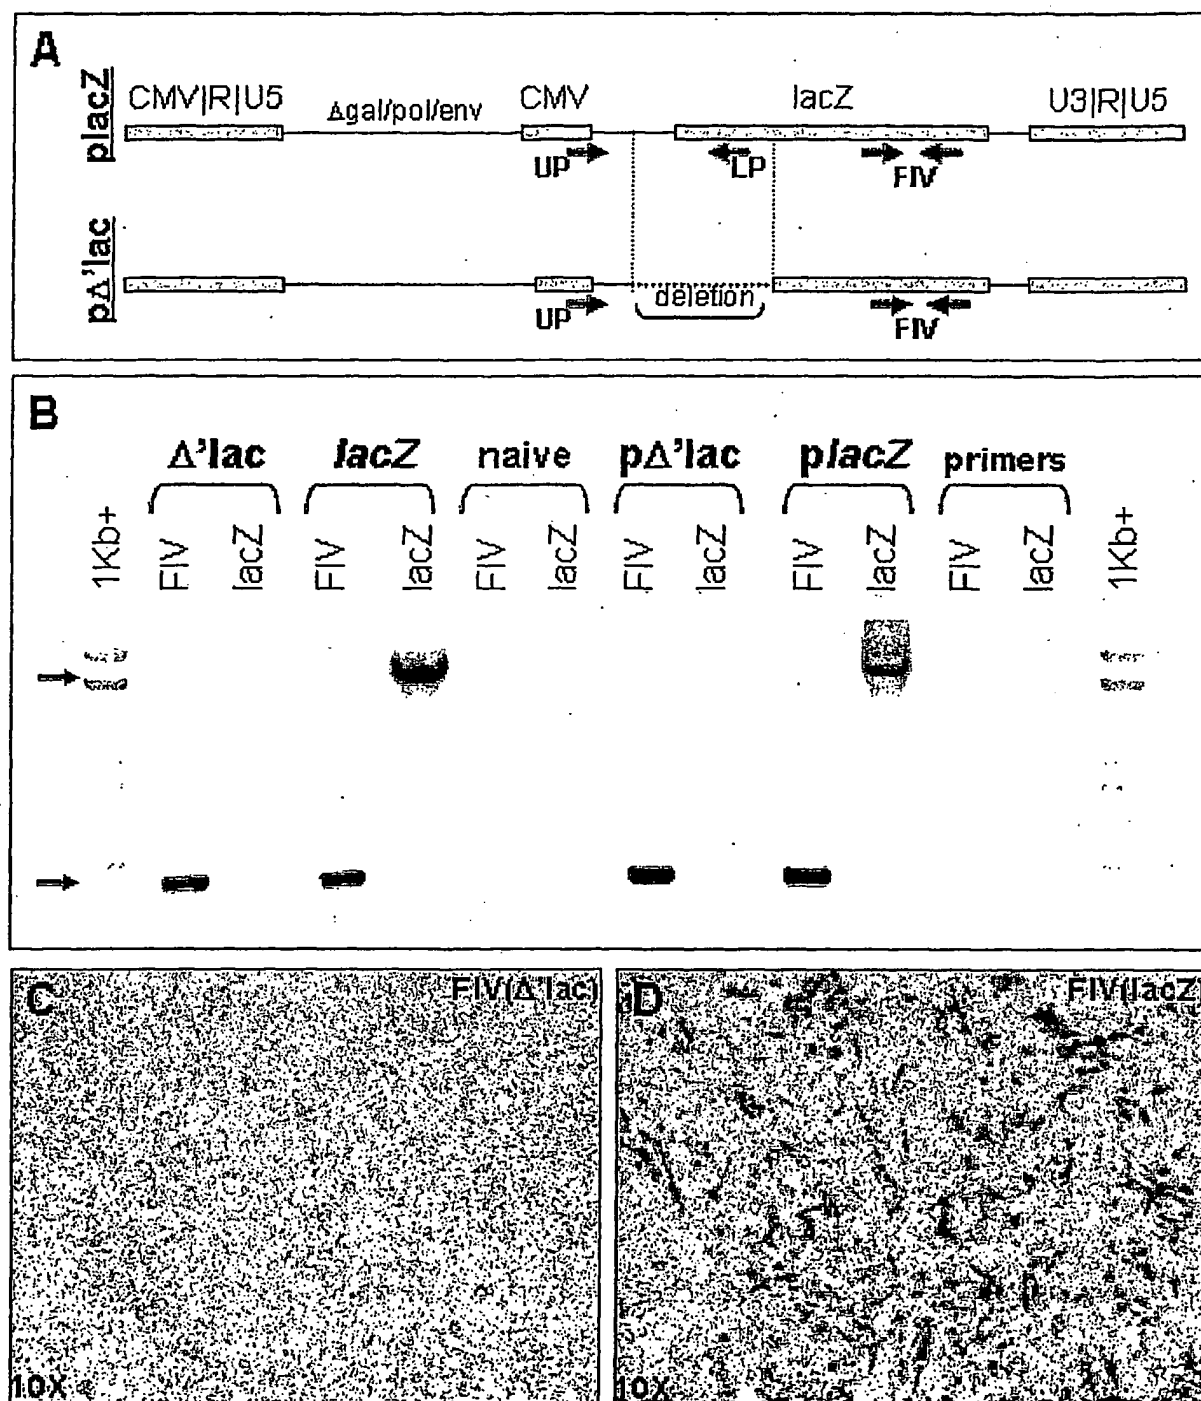 A
placZ
CMV|R|U5
Δgal/pol/env
CMV
lacZ
U3|R|U5
UP
LP
FIV
pΔ'lac
deletion
UP
FIV
B
Δ'lac
lacZ
naive
pΔ'lac
placZ
primers
1Kb+
FIV
lacZ
FIV
lacZ
FIV
lacZ
FIV
lacZ
FIV
lacZ
FIV
lacZ
1Kb+
C
FIV(Δ'lac)
10X
D
FIV(lacZ
10X